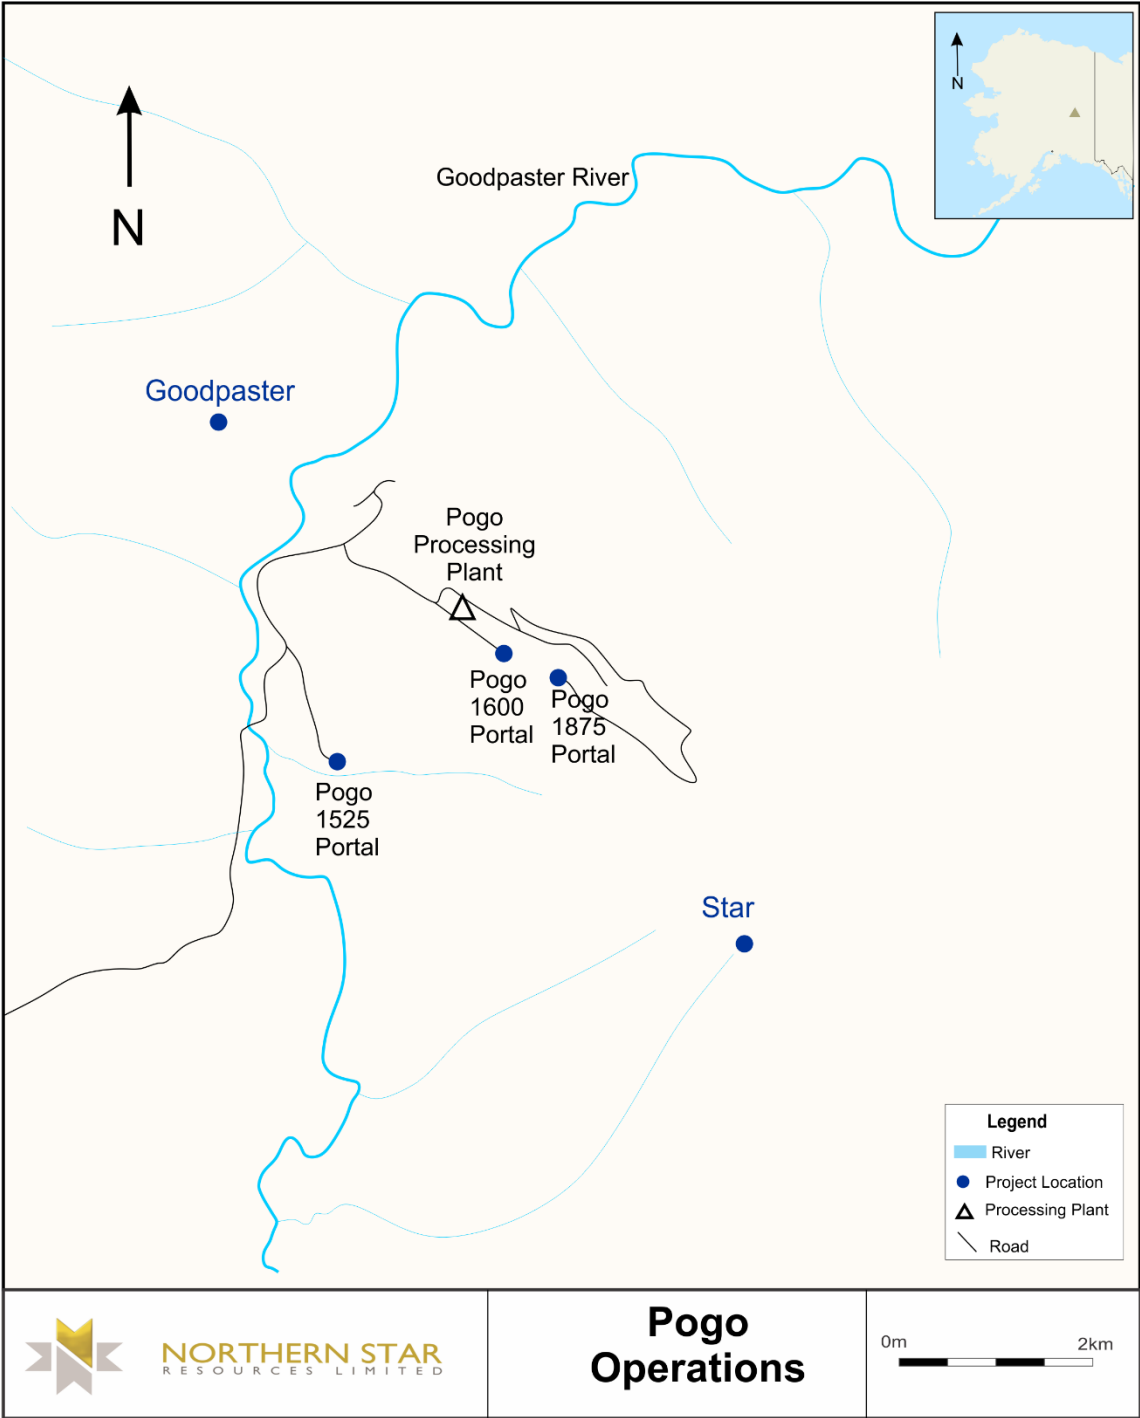 N
Goodpaster River
N
Goodpaster
Pogo
Processing
Plant
Pogo
1600
Portal
Pogo
1875
Portal
Pogo
1525
Portal
Star
Legend
River
Project Location
Processing Plant
Road
NORTHERN STAR
RESOURCES LIMITED
Pogo
Operations
0m 2km